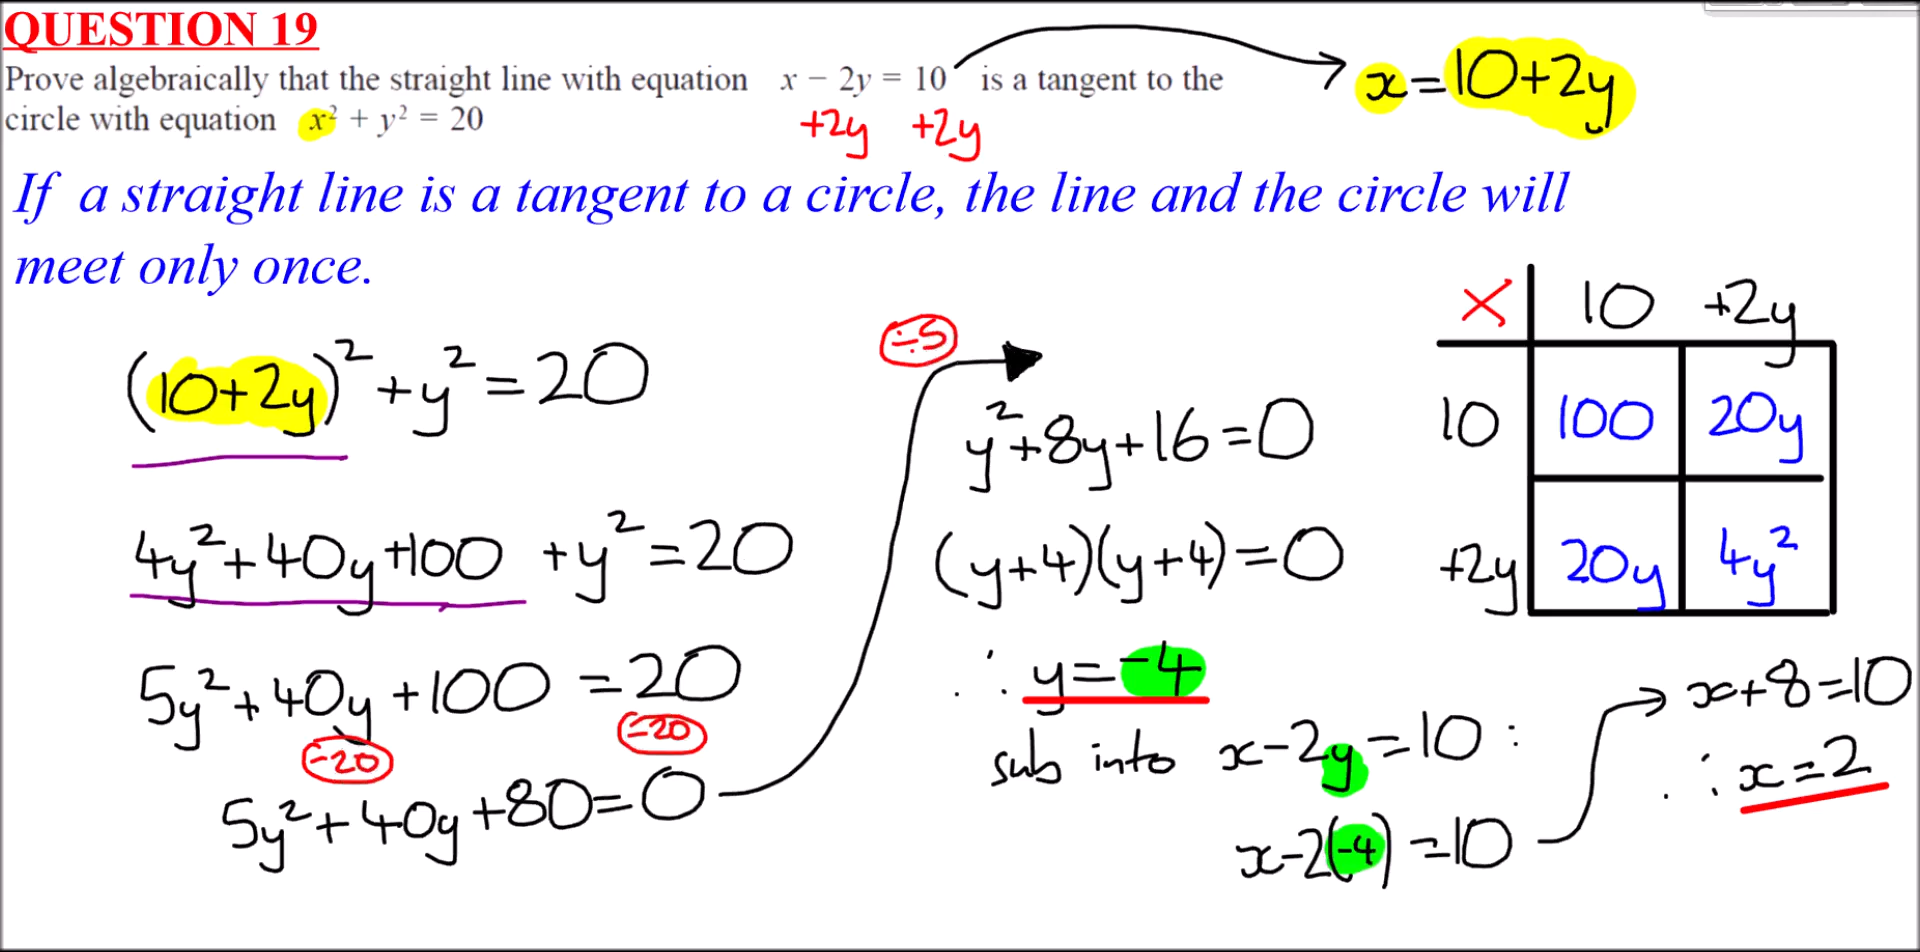 QUESTION 19
Prove algebraically that the straight line with equation x − 2y = 10 is a tangent to the
circle with equation x² + y² = 20
+2y +2y
x=10+2y
If a straight line is a tangent to a circle, the line and the circle will
meet only once.
(10+2y)²+y²=20
4y²+40y+100 +y²=20
5y²+40y+100 =20
-20 -20
5y²+40y+80=0
÷5
y²+8y+16=0
(y+4)(y+4)=0
∴ y=-4
sub into x-2y=10:
x-2(-4)=10
x+8=10
∴ x=2
× 10 +2y
10 100 20y
+2y 20y 4y²